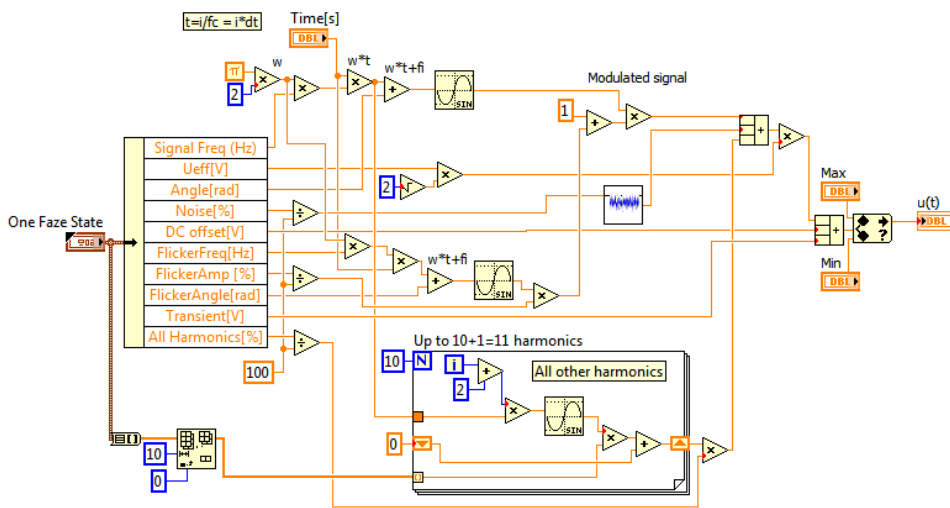 t=i/fc = i*dt
Time[s]
DBL
π
2
w
w*t
w*t+fi
SIN
Modulated signal
1
Signal Freq (Hz)
Ueff[V]
Angle[rad]
Noise[%]
DC offset[V]
FlickerFreq[Hz]
FlickerAmp [%]
FlickerAngle[rad]
Transient[V]
All Harmonics[%]
2
One Faze State
w*t+fi
SIN
Max
DBL
u(t)
DBL
Min
DBL
100
Up to 10+1=11 harmonics
10
N
i
2
All other harmonics
SIN
0
10
0